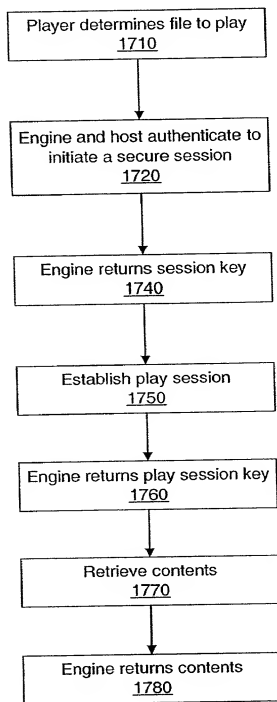 Player determines file to play
1710
Engine and host authenticate to
initiate a secure session
1720
Engine returns session key
1740
Establish play session
1750
Engine returns play session key
1760
Retrieve contents
1770
Engine returns contents
1780